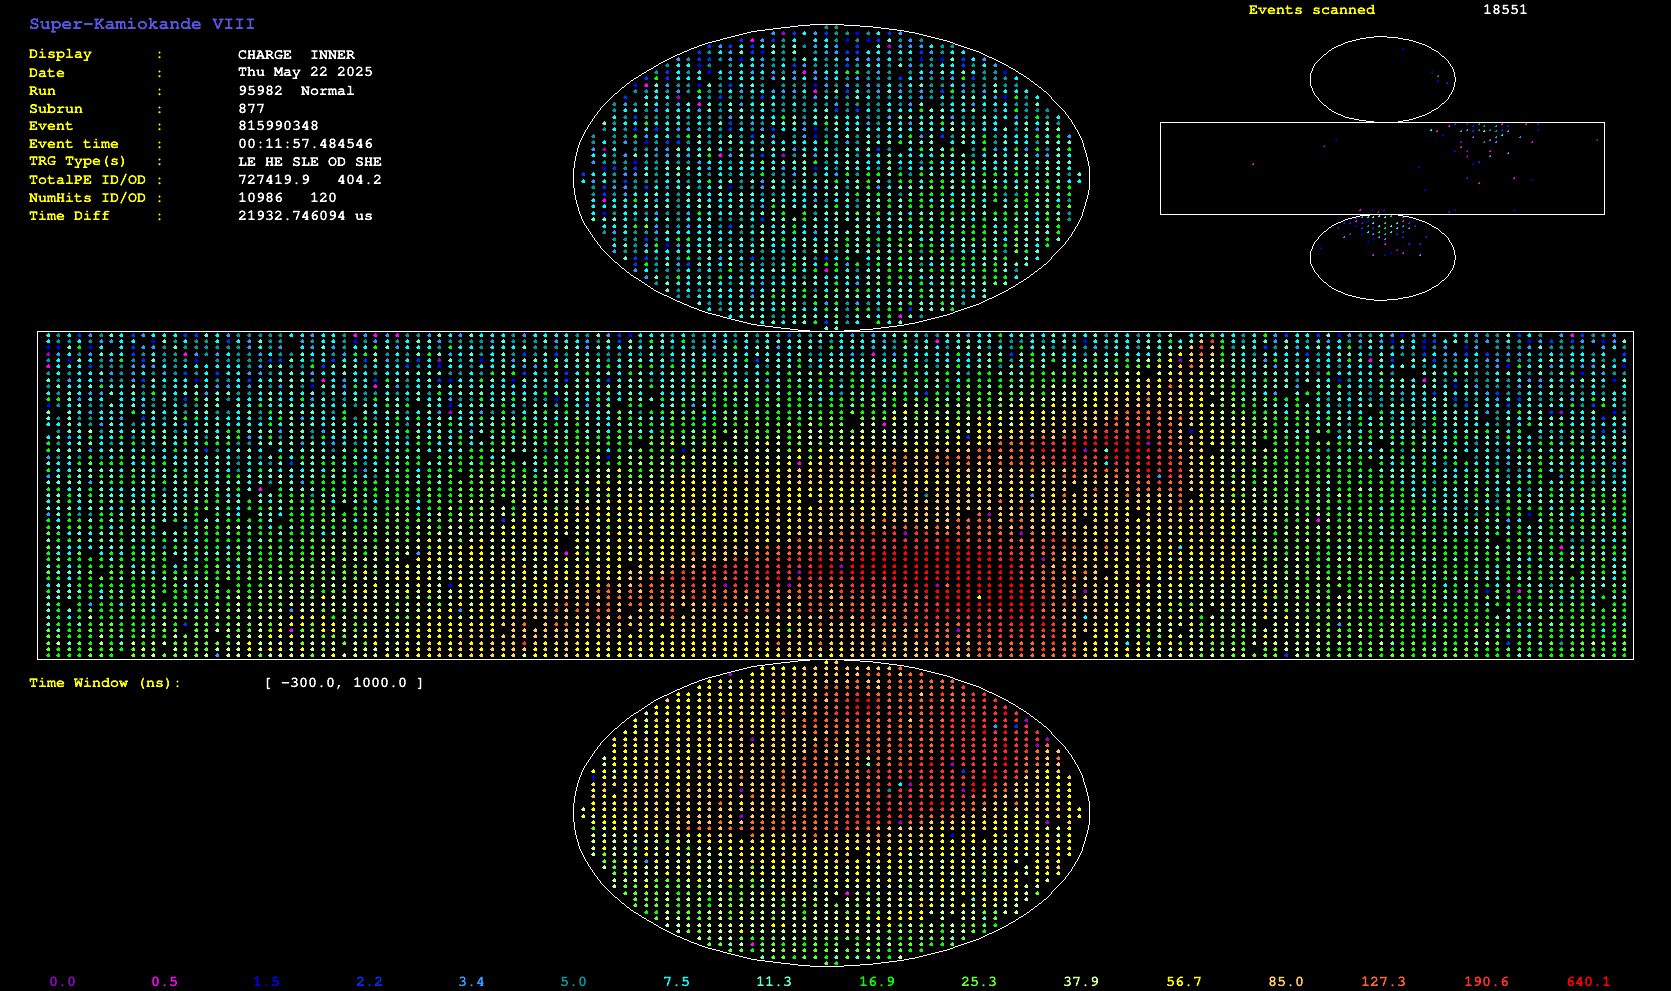 Super-Kamiokande VIII
Events scanned 18551
Display : CHARGE INNER
Date : Thu May 22 2025
Run : 95982 Normal
Subrun : 877
Event : 815990348
Event time : 00:11:57.484546
TRG Type(s) : LE HE SLE OD SHE
TotalPE ID/OD : 727419.9 404.2
NumHits ID/OD : 10986 120
Time Diff : 21932.746094 us
Time Window (ns): [ -300.0, 1000.0 ]
0.0 0.5 1.5 2.2 3.4 5.0 7.5 11.3 16.9 25.3 37.9 56.7 85.0 127.3 190.6 640.1